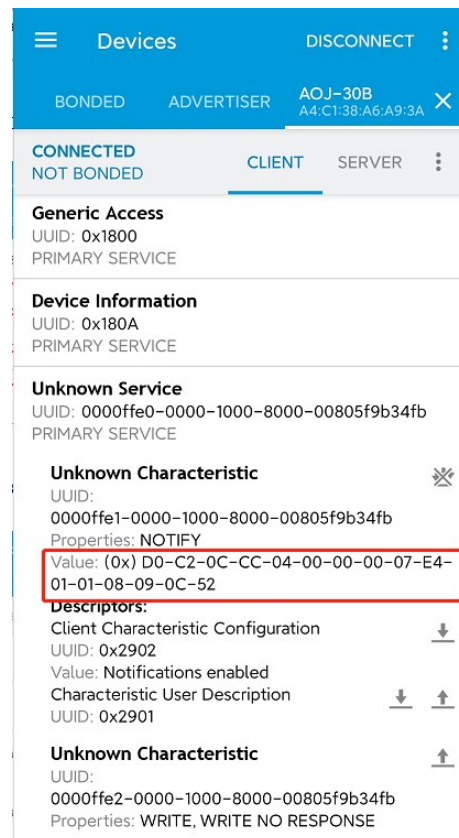 Devices
DISCONNECT
BONDED
ADVERTISER
AOJ-30B
A4:C1:38:A6:A9:3A
CONNECTED
NOT BONDED
CLIENT
SERVER
Generic Access
UUID: 0x1800
PRIMARY SERVICE
Device Information
UUID: 0x180A
PRIMARY SERVICE
Unknown Service
UUID: 0000ffe0-0000-1000-8000-00805f9b34fb
PRIMARY SERVICE
Unknown Characteristic
UUID:
0000ffe1-0000-1000-8000-00805f9b34fb
Properties: NOTIFY
Value: (0x) D0-C2-0C-CC-04-00-00-00-07-E4-
01-01-08-09-0C-52
Descriptors:
Client Characteristic Configuration
UUID: 0x2902
Value: Notifications enabled
Characteristic User Description
UUID: 0x2901
Unknown Characteristic
UUID:
0000ffe2-0000-1000-8000-00805f9b34fb
Properties: WRITE, WRITE NO RESPONSE